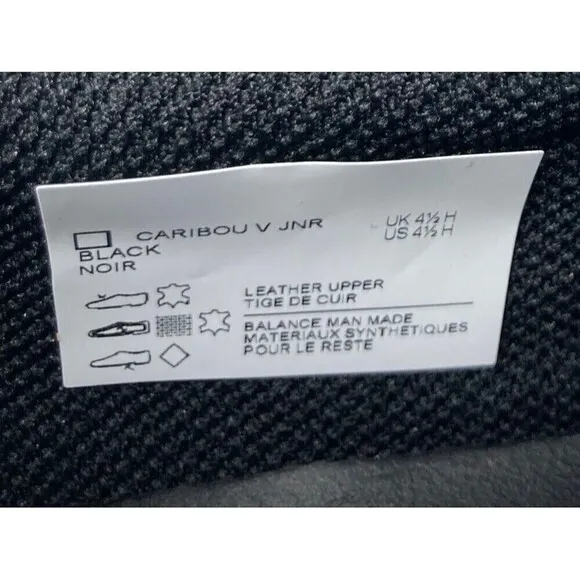 CARIBOU V JNR
UK 4½ H
US 4½ H
BLACK
NOIR
LEATHER UPPER
TIGE DE CUIR
BALANCE MAN MADE
MATERIAUX SYNTHETIQUES
POUR LE RESTE